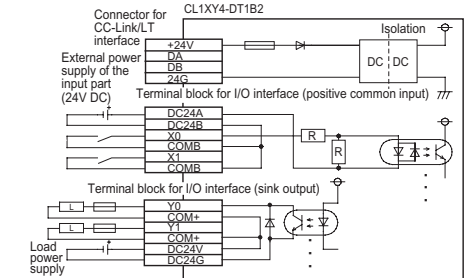 CL1XY4-DT1B2
Connector for
CC-Link/LT
interface
Isolation
+24V
DA
DB
24G
DC
DC
External power
supply of the
input part
(24V DC)
Terminal block for I/O interface (positive common input)
DC24A
DC24B
X0
COMB
X1
COMB
R
R
Terminal block for I/O interface (sink output)
Y0
COM+
Y1
COM+
DC24V
DC24G
L
L
Load
power
supply